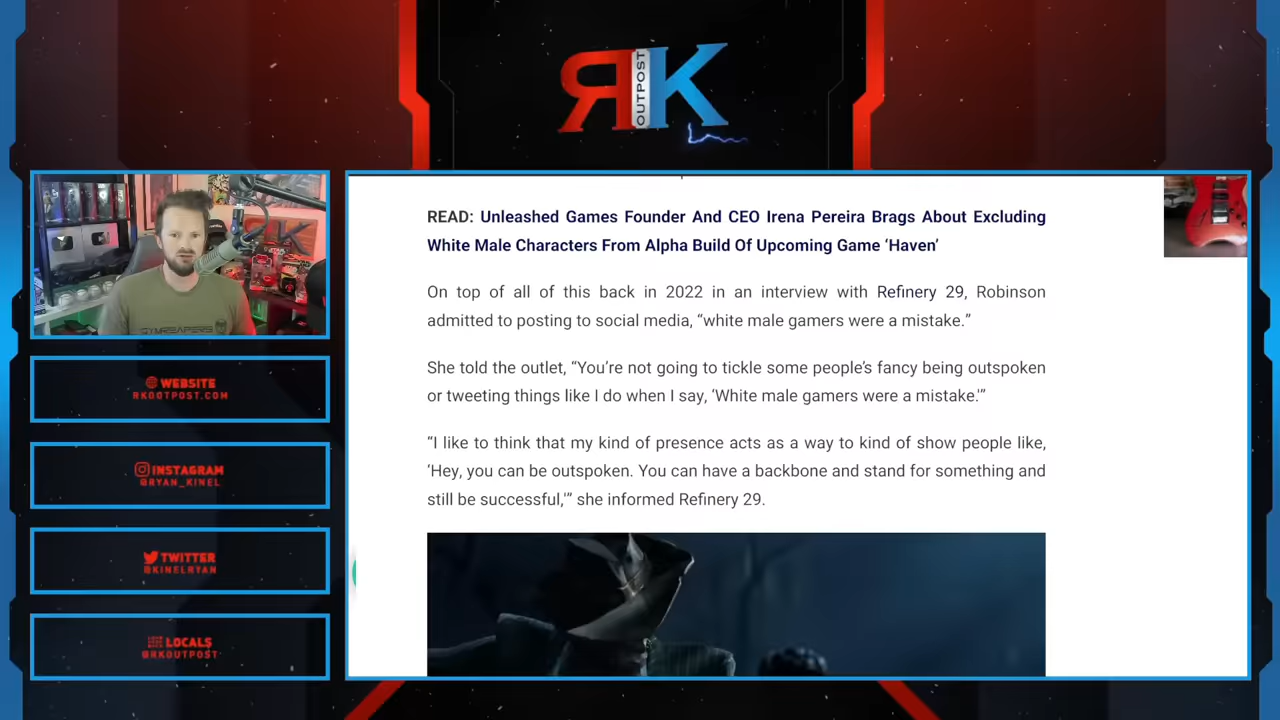 RK
OUTPOST
GYMREAPERS
WEBSITE
RKOUTPOST.COM
INSTAGRAM
@RYAN_KINEL
TWITTER
@KINELRYAN
LOCALS
@RKOUTPOST
READ: Unleashed Games Founder And CEO Irena Pereira Brags About Excluding
White Male Characters From Alpha Build Of Upcoming Game ‘Haven’
On top of all of this back in 2022 in an interview with Refinery 29, Robinson
admitted to posting to social media, “white male gamers were a mistake.”
She told the outlet, “You’re not going to tickle some people’s fancy being outspoken
or tweeting things like I do when I say, ‘White male gamers were a mistake.'”
“I like to think that my kind of presence acts as a way to kind of show people like,
‘Hey, you can be outspoken. You can have a backbone and stand for something and
still be successful,'” she informed Refinery 29.